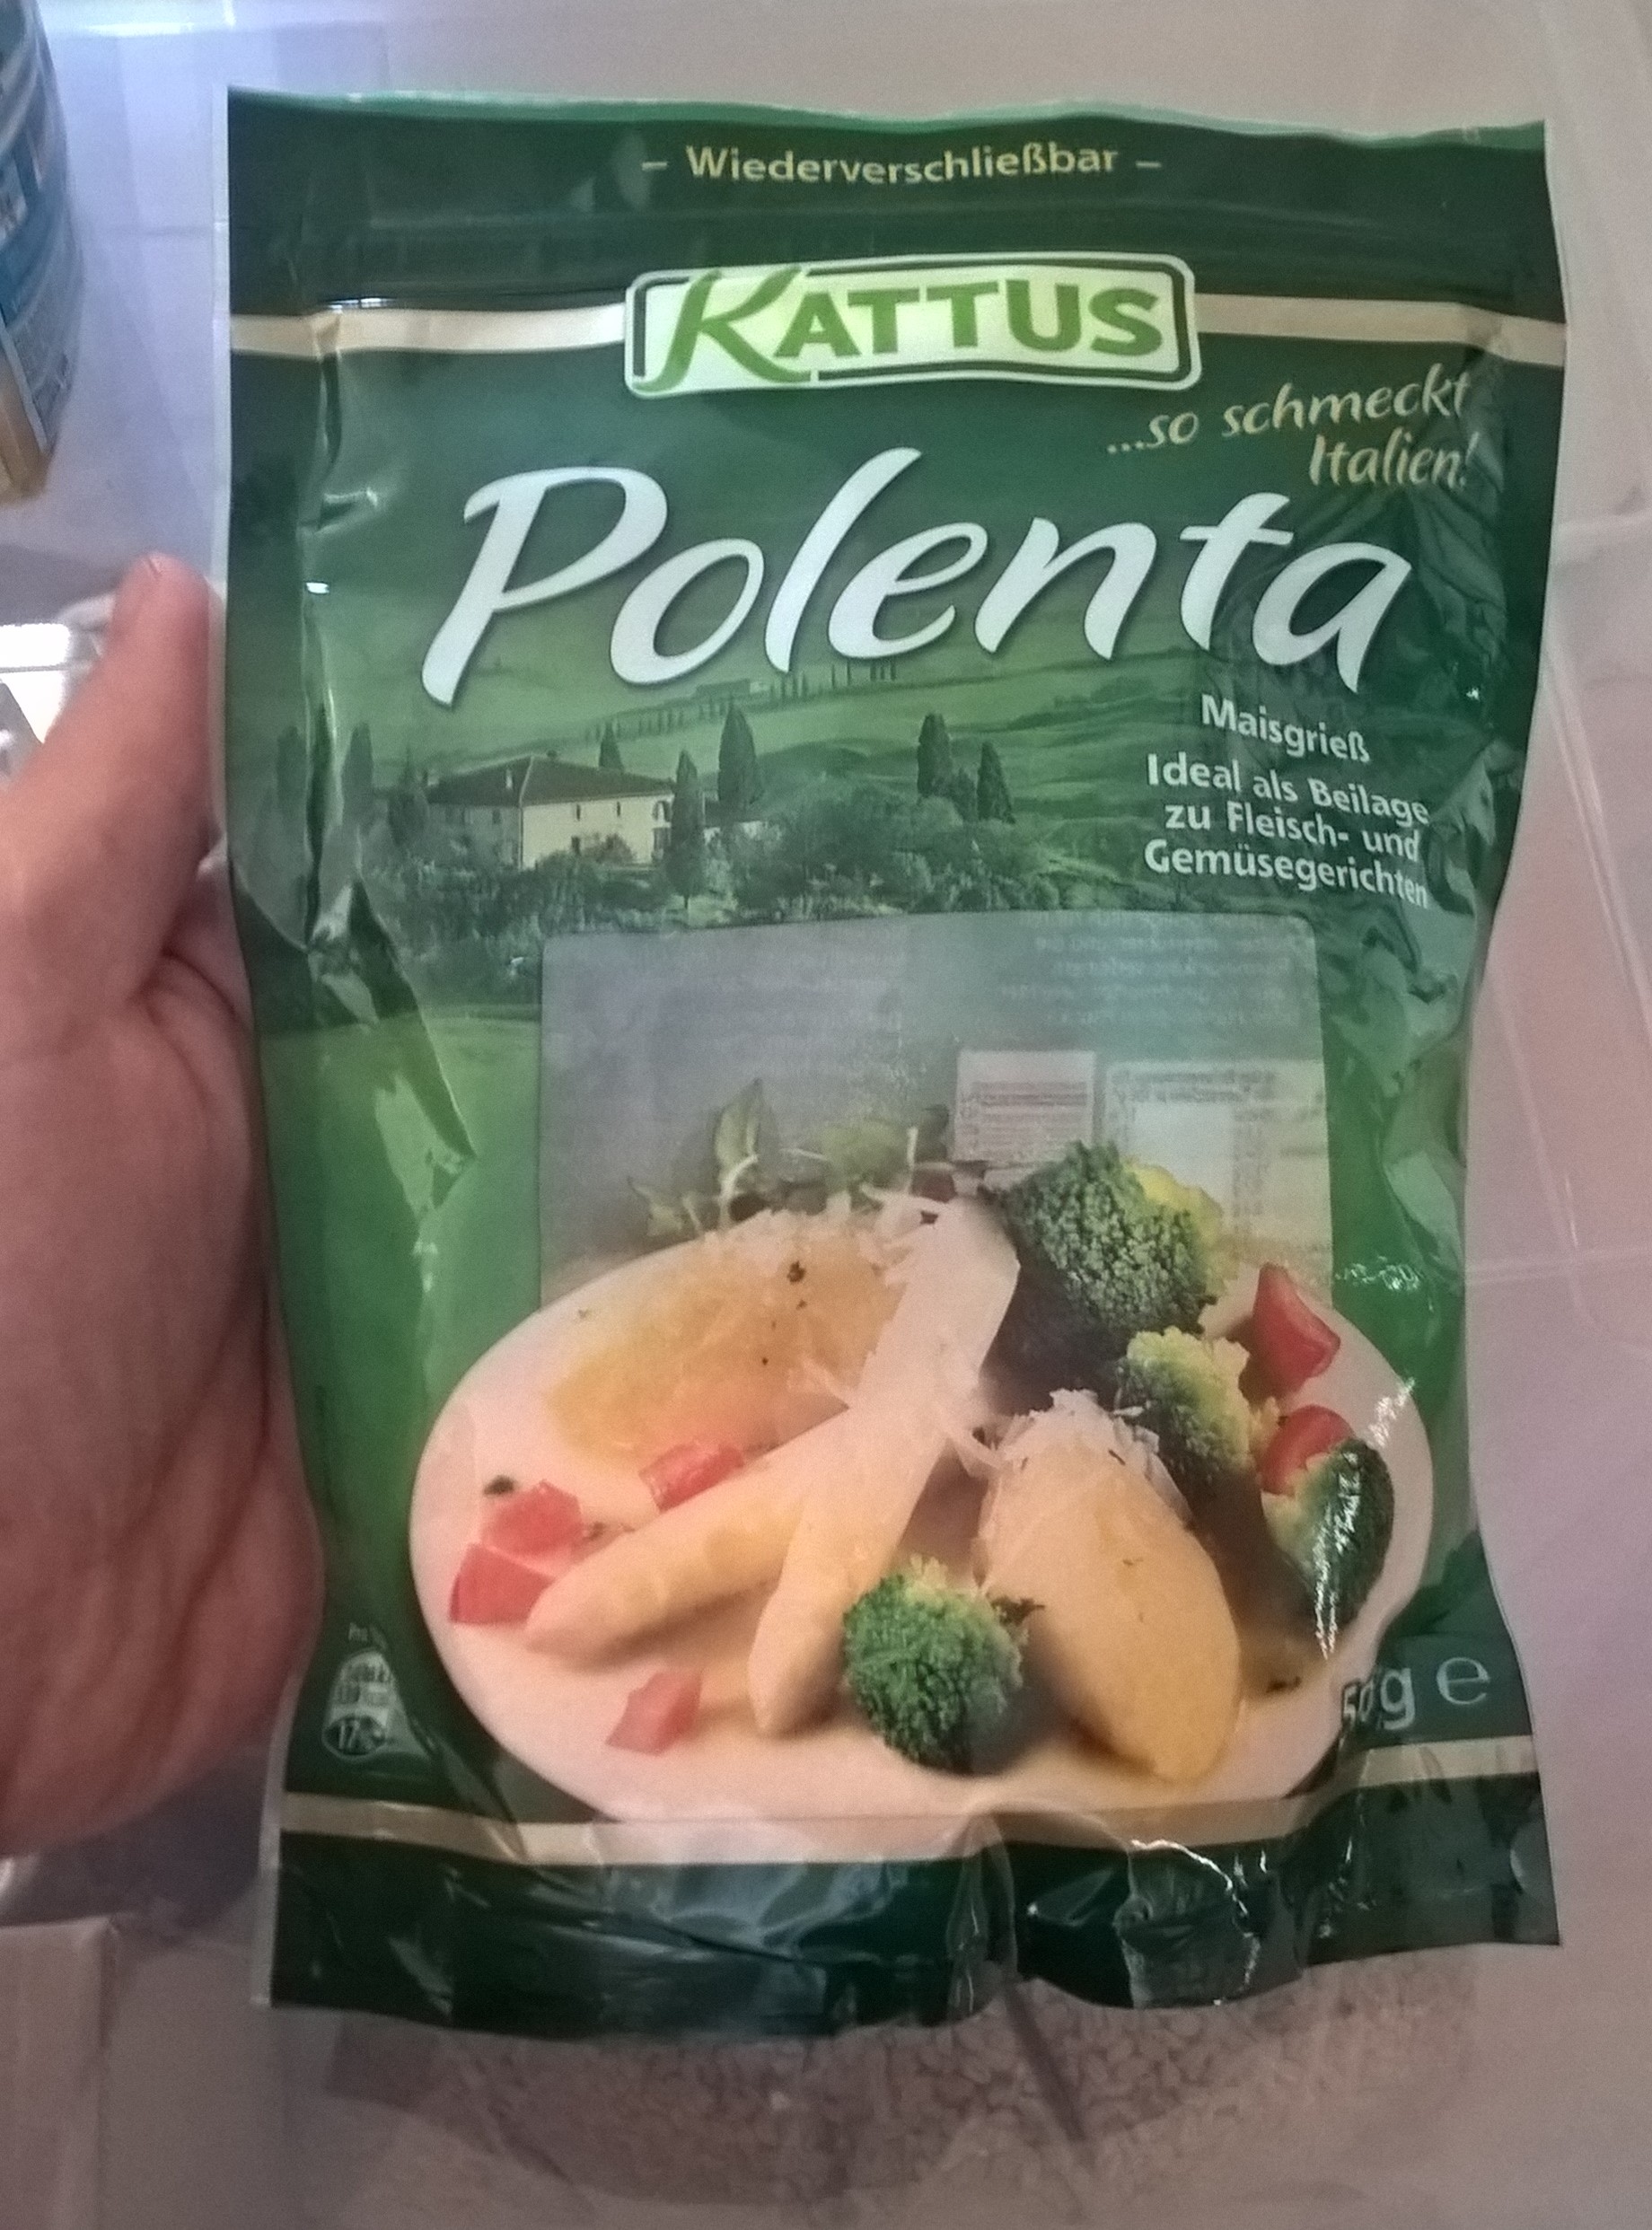 – Wiederverschließbar –
KATTUS
...so schmeckt
Italien!
Polenta
Maisgrieß
Ideal als Beilage
zu Fleisch- und
Gemüsegerichten
g e